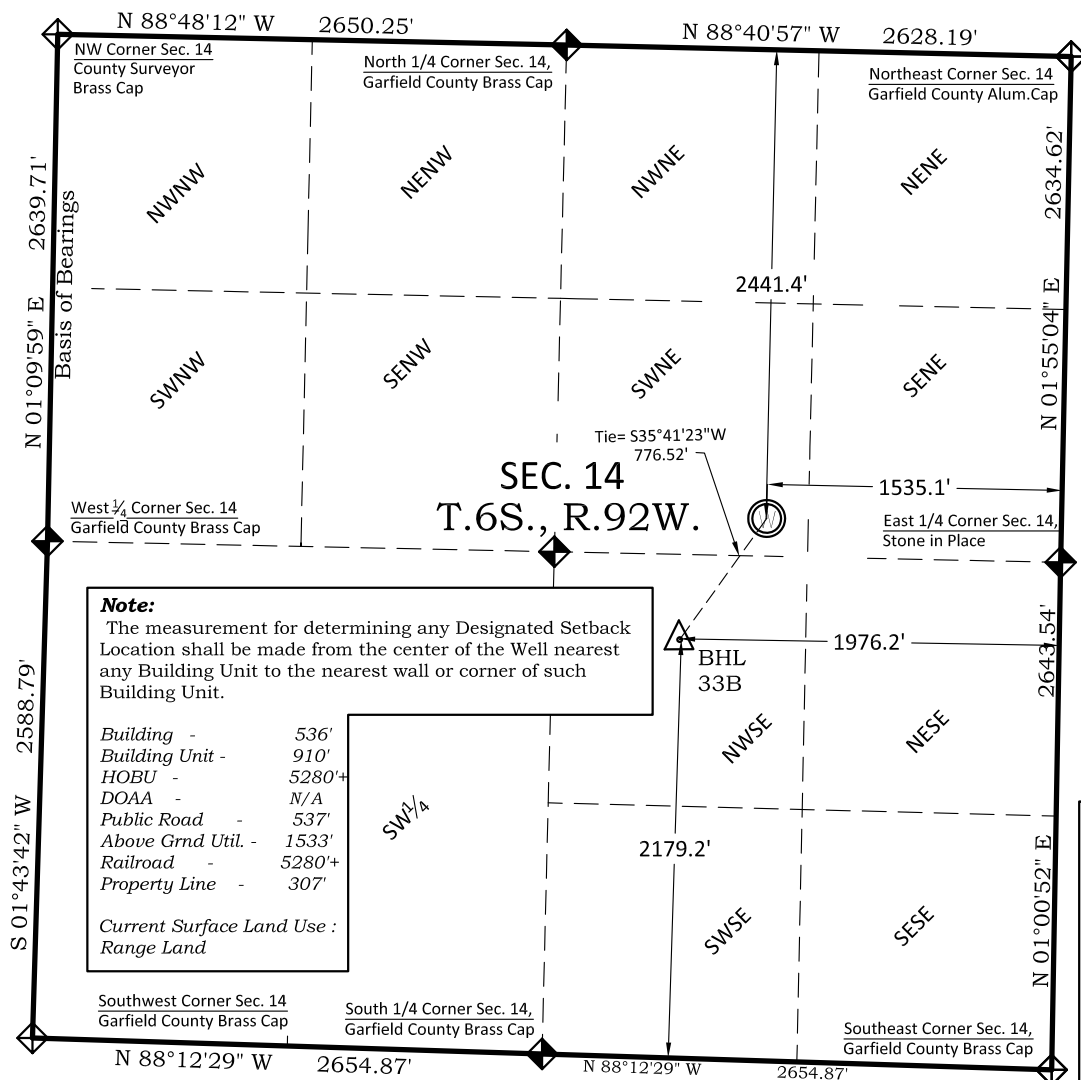 N 88°48'12" W 2650.25'
N 88°40'57" W 2628.19'
NW Corner Sec. 14
County Surveyor
Brass Cap
North 1/4 Corner Sec. 14,
Garfield County Brass Cap
Northeast Corner Sec. 14
Garfield County Alum.Cap
N 01°09'59" E 2639.71'
Basis of Bearings
N 01°55'04" E 2634.62'
NWNW
NENW
NWNE
NENE
2441.4'
SWNW
SENW
SWNE
SENE
Tie= S35°41'23"W
776.52'
SEC. 14
T.6S., R.92W.
1535.1'
West 1/4 Corner Sec. 14
Garfield County Brass Cap
East 1/4 Corner Sec. 14,
Stone in Place
Note:
The measurement for determining any Designated Setback
Location shall be made from the center of the Well nearest
any Building Unit to the nearest wall or corner of such
Building Unit.
Building - 536'
Building Unit - 910'
HOBU - 5280'+
DOAA - N/A
Public Road - 537'
Above Grnd Util. - 1533'
Railroad - 5280'+
Property Line - 307'
Current Surface Land Use :
Range Land
BHL
33B
1976.2'
S 01°43'42" W 2588.79'
N 01°00'52" E 2643.54'
NWSE
NESE
SW1/4
2179.2'
SWSE
SESE
Southwest Corner Sec. 14
Garfield County Brass Cap
South 1/4 Corner Sec. 14,
Garfield County Brass Cap
Southeast Corner Sec. 14,
Garfield County Brass Cap
N 88°12'29" W 2654.87'
N 88°12'29" W 2654.87'